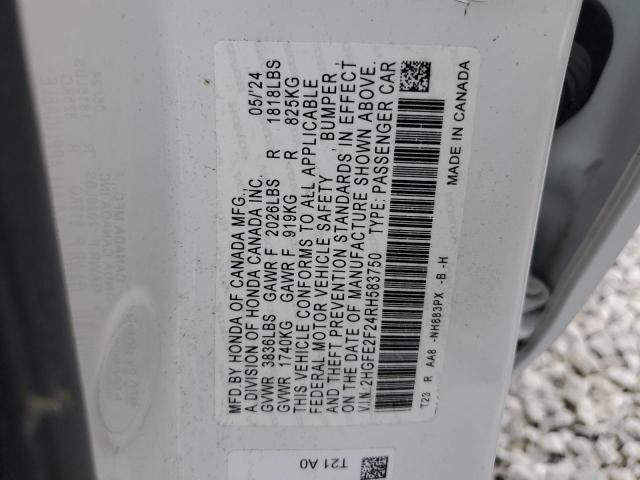 MFD BY HONDA OF CANADA MFG., 05/'24
A DIVISION OF HONDA CANADA INC.
GVWR 3836LBS GAWR F 2026LBS R 1818LBS
GVWR 1740KG GAWR F 919KG R 825KG
THIS VEHICLE CONFORMS TO ALL APPLICABLE
FEDERAL MOTOR VEHICLE SAFETY, BUMPER,
AND THEFT PREVENTION STANDARDS IN EFFECT
ON THE DATE OF MANUFACTURE SHOWN ABOVE.
V.I.N. :2HGFE2F24RH583750 TYPE: PASSENGER CAR
T23 R AA8 -NH883PX -B -H
MADE IN CANADA
T21 A0